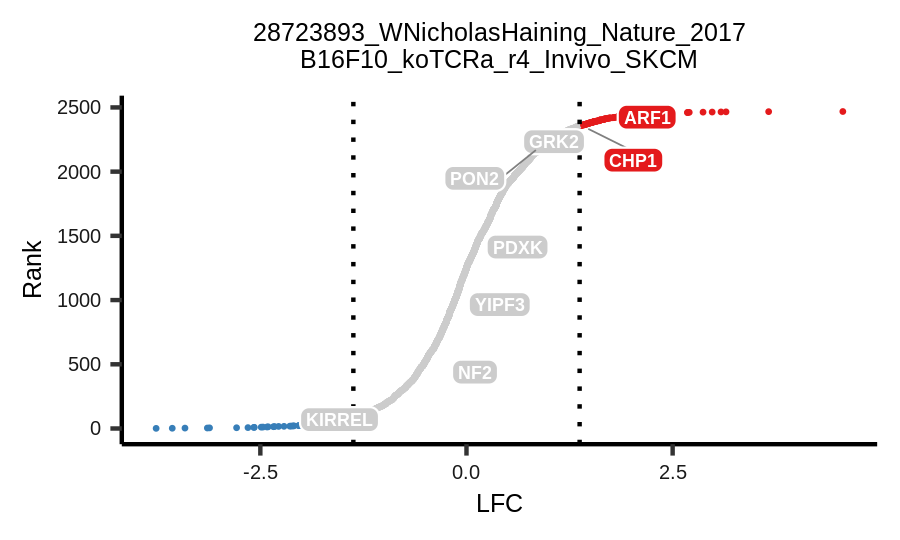 28723893_WNicholasHaining_Nature_2017
B16F10_koTCRa_r4_Invivo_SKCM
Rank
2500
2000
1500
1000
500
0
ARF1
GRK2
CHP1
PON2
PDXK
YIPF3
NF2
KIRREL
-2.5
0.0
2.5
LFC